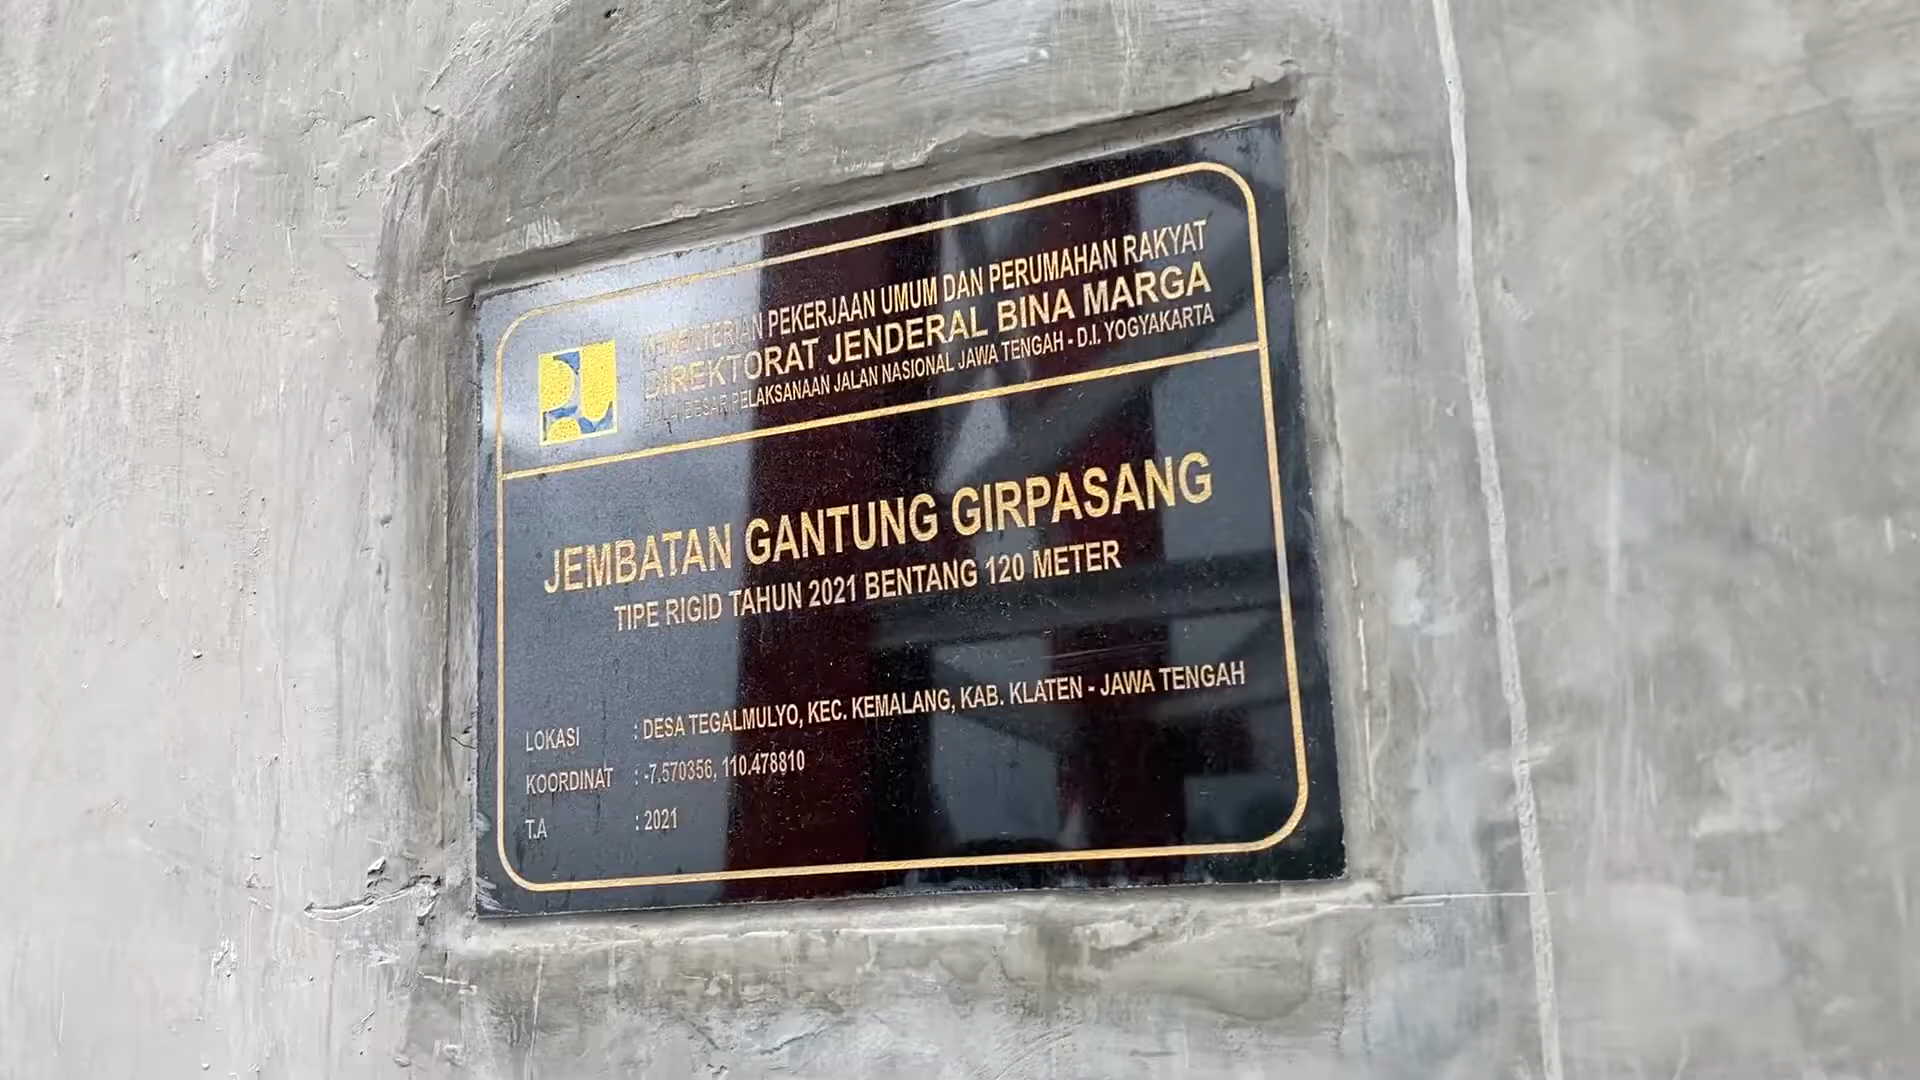 KEMENTERIAN PEKERJAAN UMUM DAN PERUMAHAN RAKYAT
DIREKTORAT JENDERAL BINA MARGA
BALAI BESAR PELAKSANAAN JALAN NASIONAL JAWA TENGAH - D.I. YOGYAKARTA
JEMBATAN GANTUNG GIRPASANG
TIPE RIGID TAHUN 2021 BENTANG 120 METER
LOKASI : DESA TEGALMULYO, KEC. KEMALANG, KAB. KLATEN - JAWA TENGAH
KOORDINAT : -7.570356, 110.478810
T.A : 2021